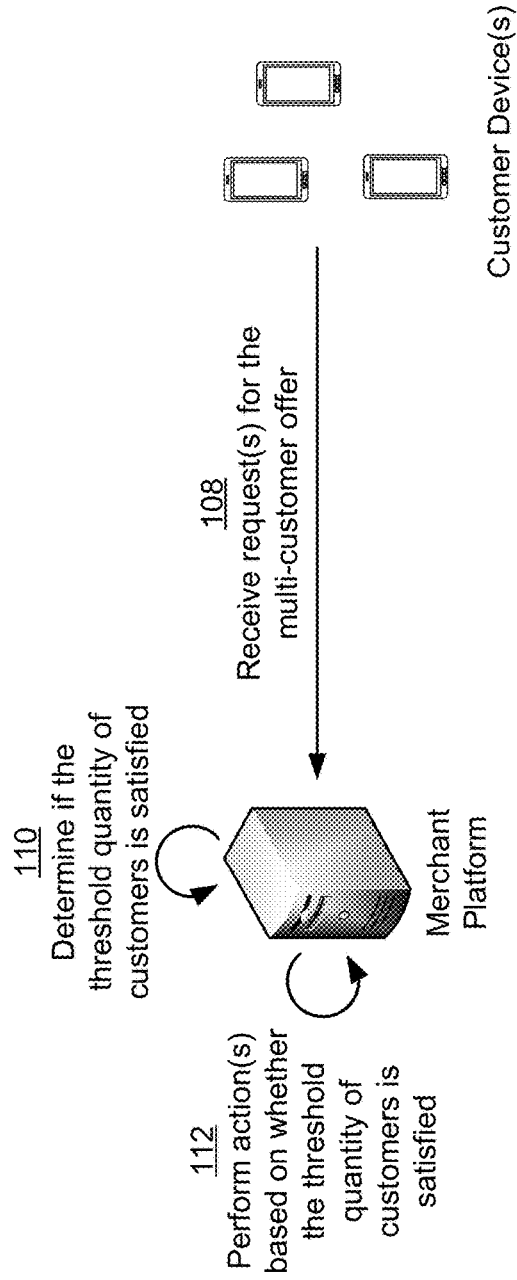 110
Determine if the
threshold quantity of
customers is satisfied
112
Perform action(s)
based on whether
the threshold
quantity of
customers is
satisfied
Merchant
Platform
108
Receive request(s) for the
multi-customer offer
Customer Device(s)